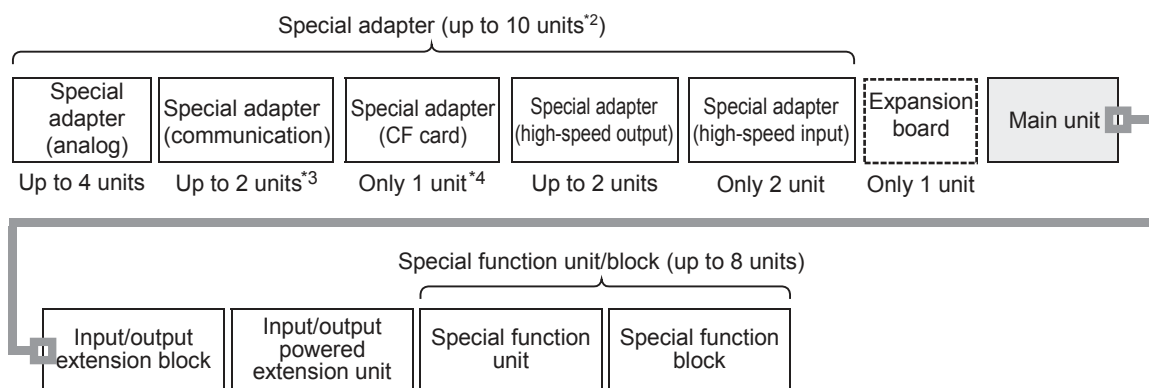 Special adapter (up to 10 units*2)
Special
adapter
(analog)
Special adapter
(communication)
Special adapter
(CF card)
Special adapter
(high-speed output)
Special adapter
(high-speed input)
Expansion
board
Main unit
Up to 4 units
Up to 2 units*3
Only 1 unit*4
Up to 2 units
Only 2 unit
Only 1 unit
Special function unit/block (up to 8 units)
Input/output
extension block
Input/output
powered
extension unit
Special function
unit
Special function
block